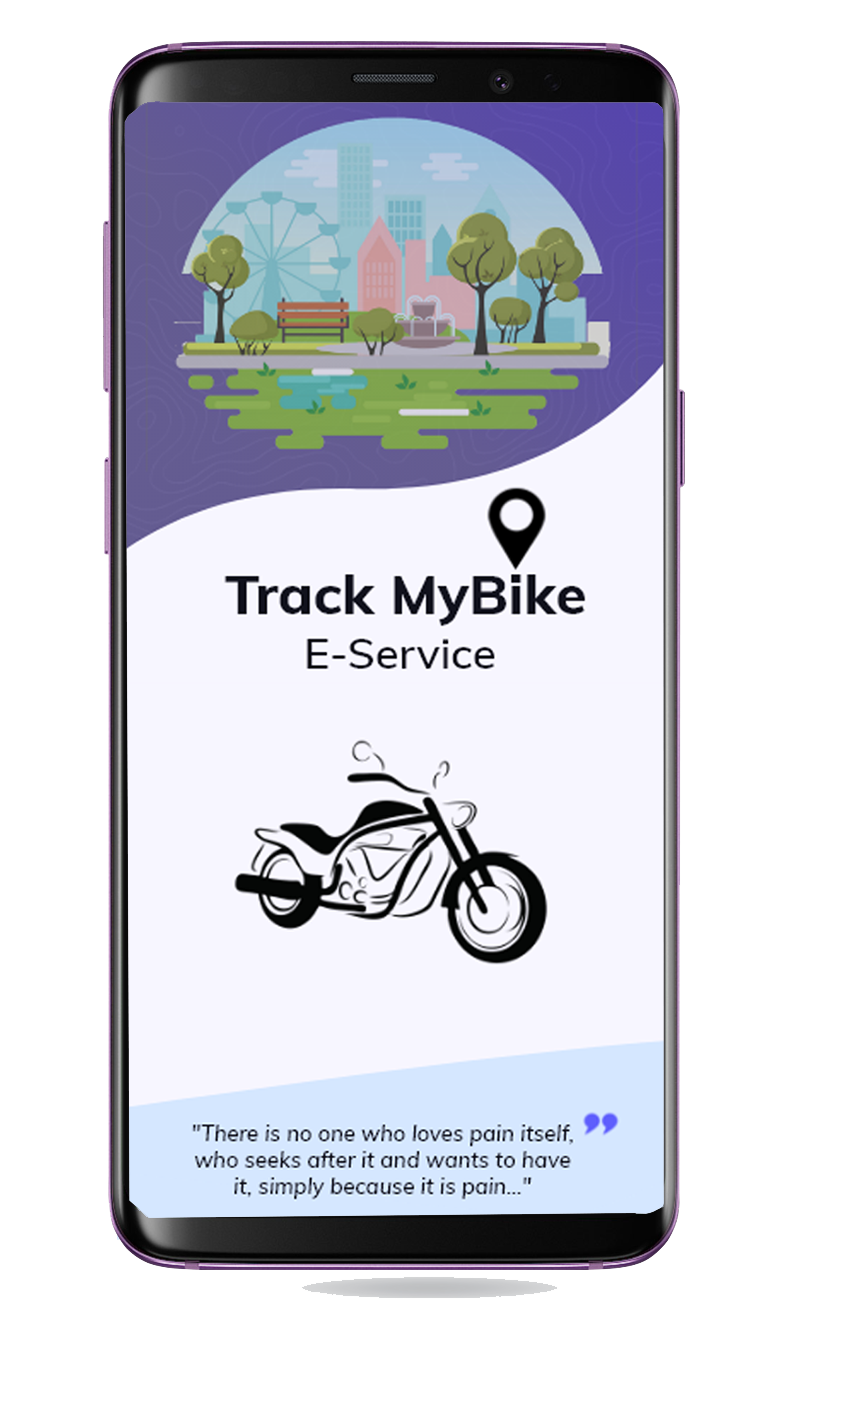 Track MyBike
E-Service
"There is no one who loves pain itself,
who seeks after it and wants to have
it, simply because it is pain..."